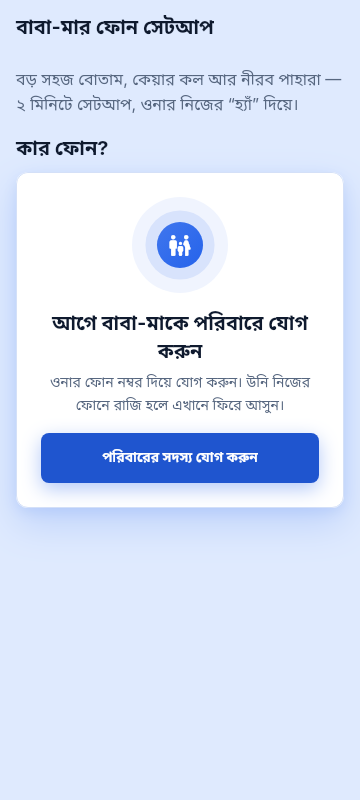 বাবা-মার ফোন সেটআপ
বড় সহজ বোতাম, কেয়ার কল আর নীরব পাহারা —
২ মিনিটে সেটআপ, ওনার নিজের “হ্যাঁ” দিয়ে।
কার ফোন?
আগে বাবা-মাকে পরিবারে যোগ
করুন
ওনার ফোন নম্বর দিয়ে যোগ করুন। উনি নিজের
ফোনে রাজি হলে এখানে ফিরে আসুন।
পরিবারের সদস্য যোগ করুন